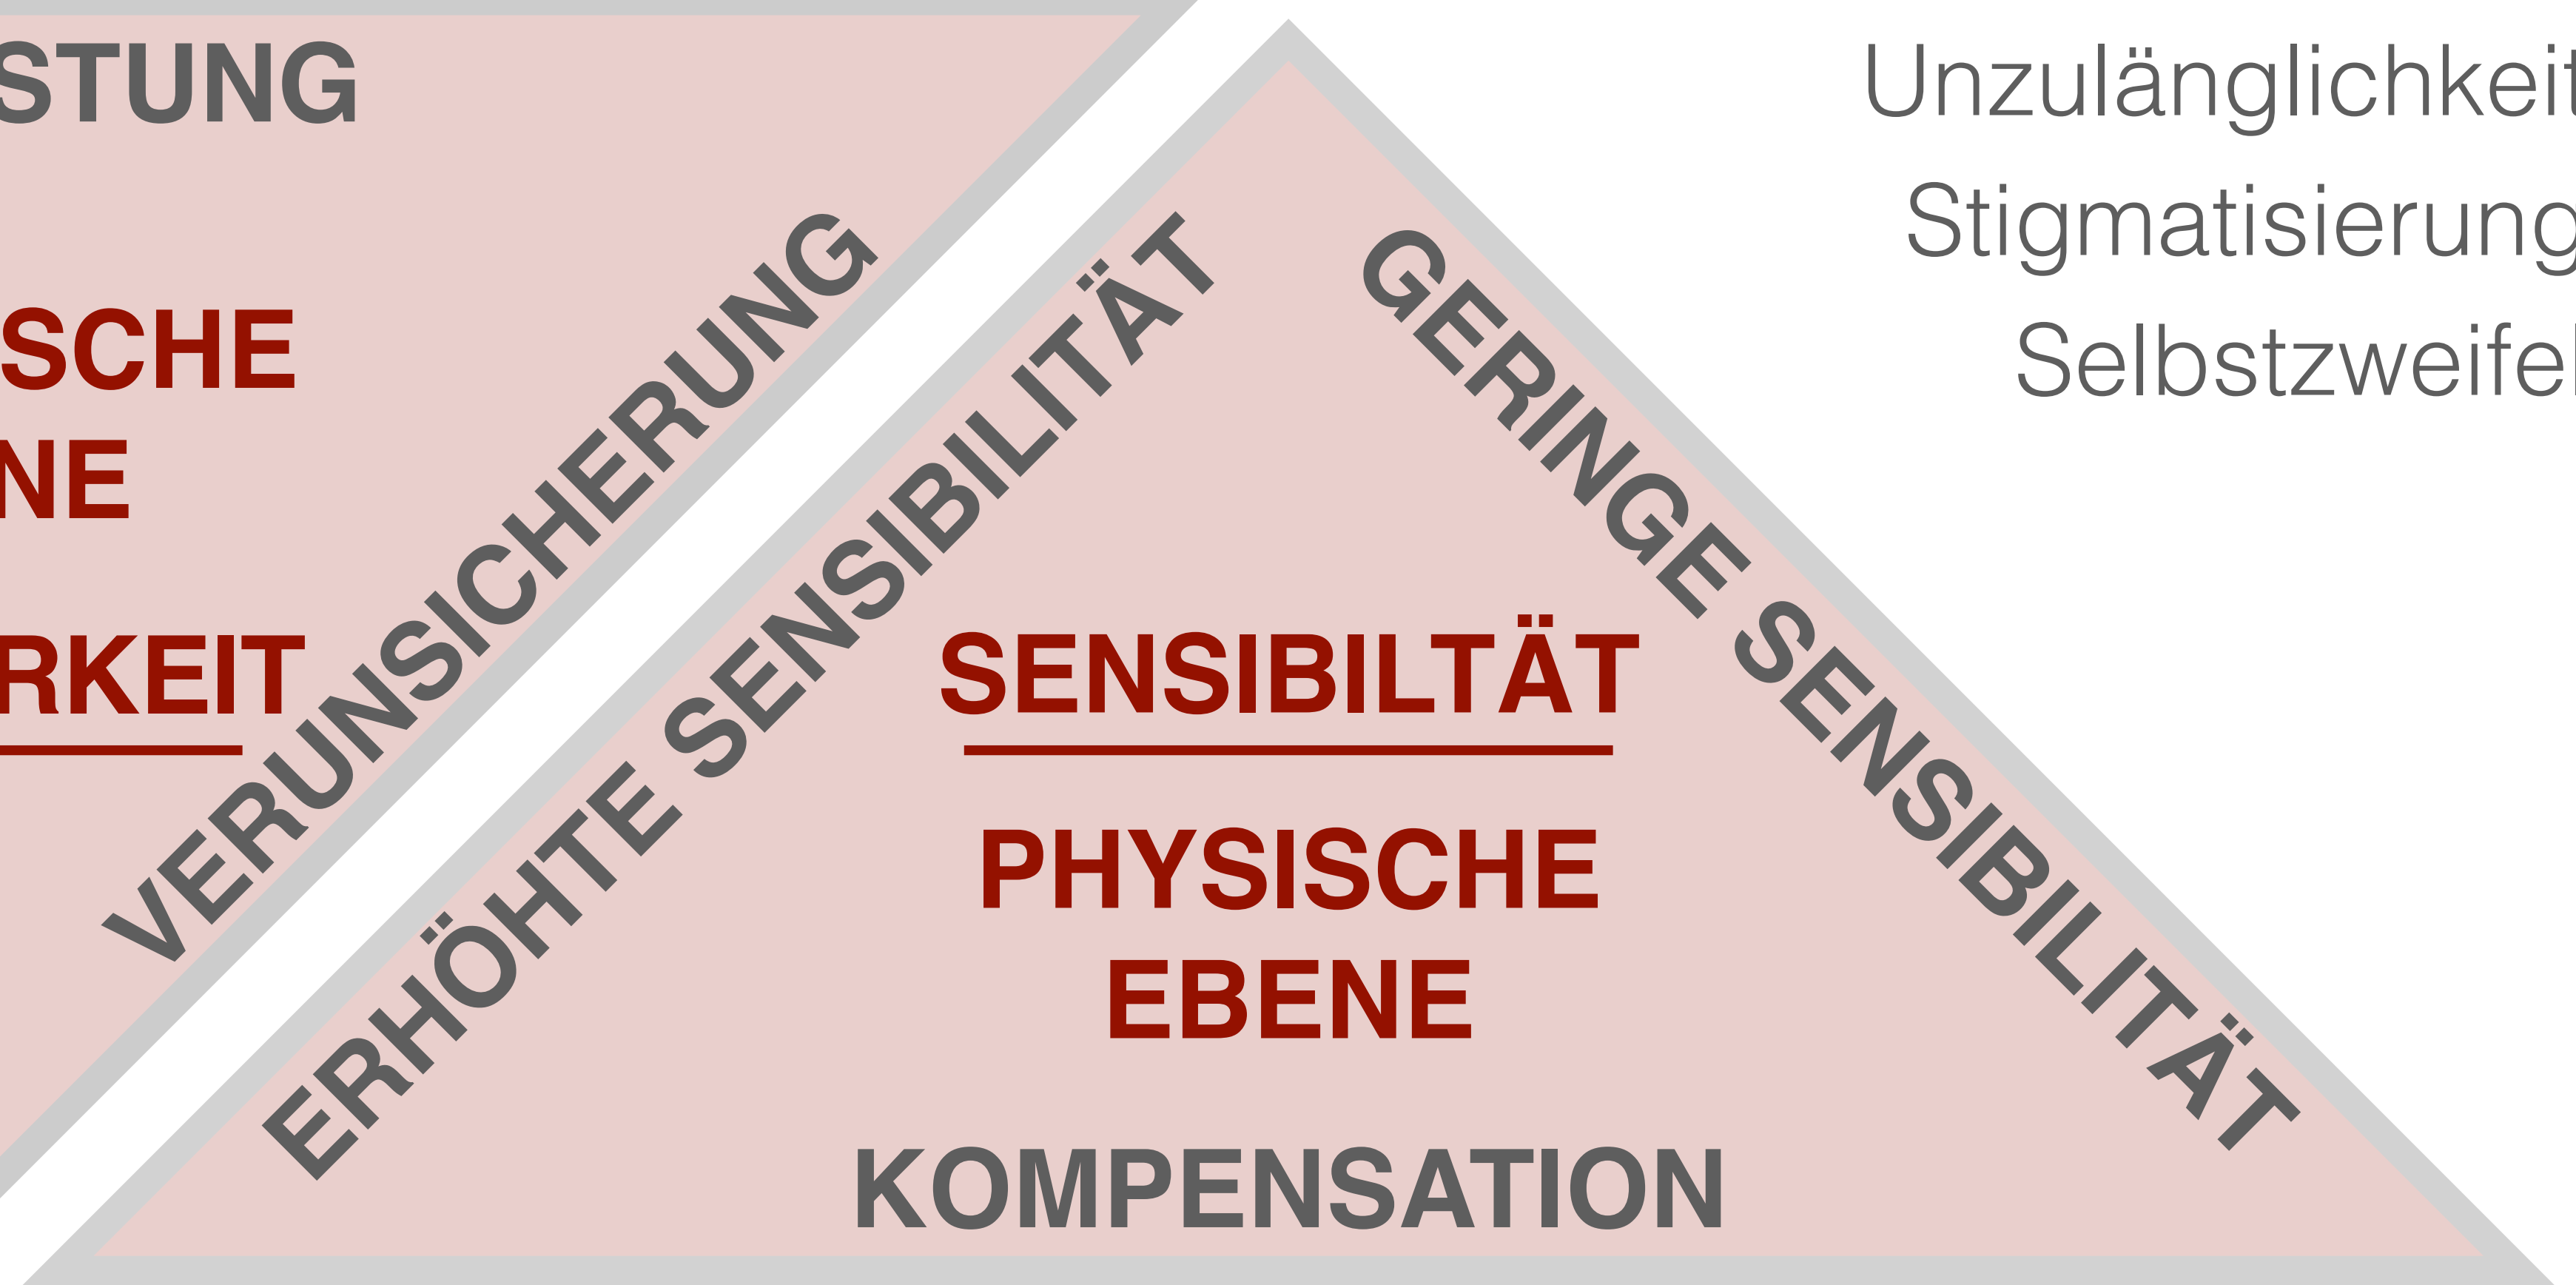 STUNG
SCHE
NE
RKEIT
VERUNSICHERUNG
ERHÖHTE SENSIBILITÄT
GERINGE SENSIBILITÄT
SENSIBILTÄT
PHYSISCHE
EBENE
KOMPENSATION
Unzulänglichkeit
Stigmatisierung
Selbstzweifel